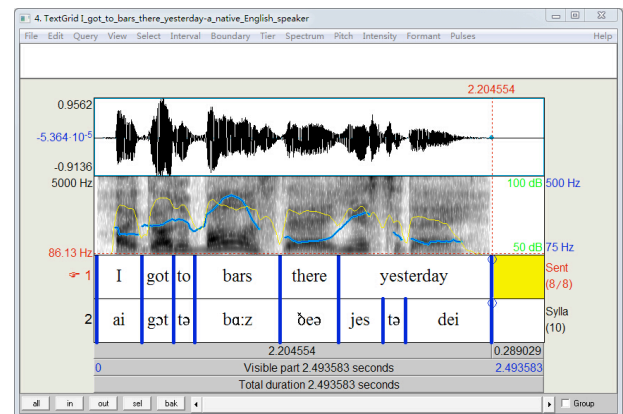 4. TextGrid I_got_to_bars_there_yesterday-a_native_English_speaker
File Edit Query View Select Interval Boundary Tier Spectrum Pitch Intensity Formant Pulses Help
2.204554
0.9562
-5.364·10⁻⁵
-0.9136
5000 Hz 100 dB 500 Hz
86.13 Hz 50 dB 75 Hz
1 I got to bars there yesterday Sent
(8/8)
2 ai gɔt tə bɑ:z ðeə jes tə dei Sylla
(10)
2.204554 0.289029
0 Visible part 2.493583 seconds 2.493583
Total duration 2.493583 seconds
all in out sel bak Group